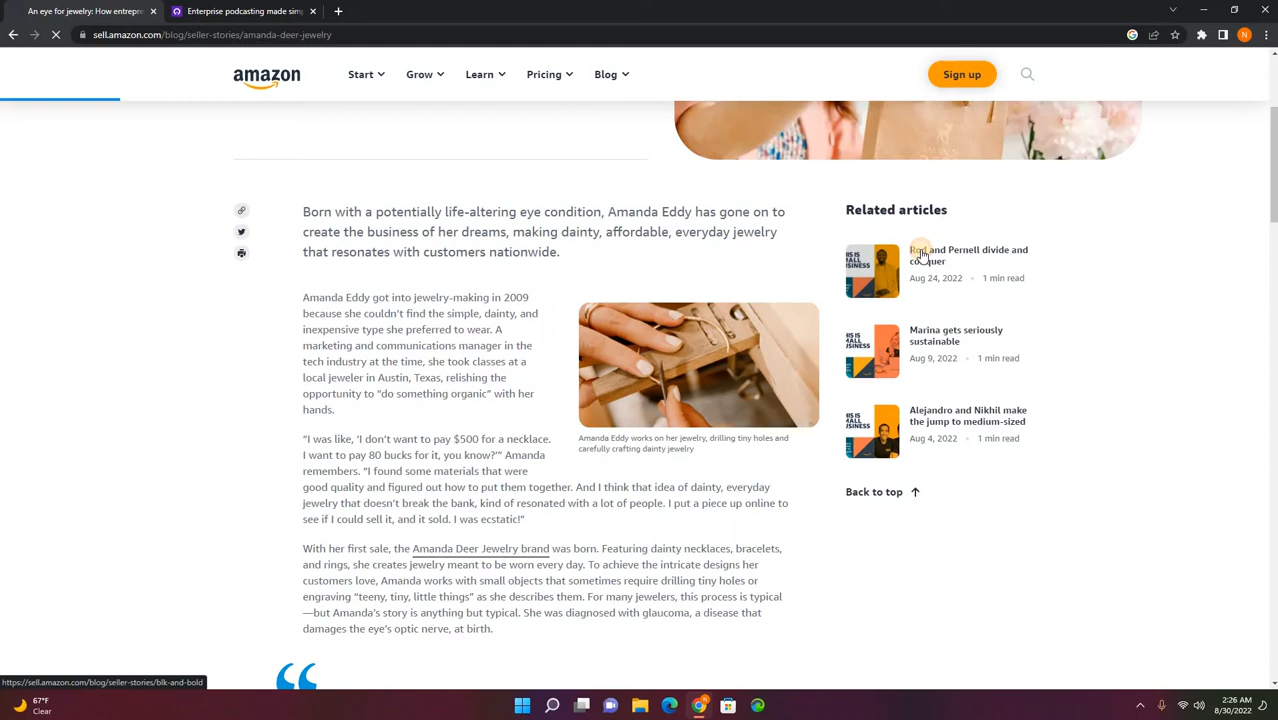 An eye for jewelry: How entrepre
Enterprise podcasting made simp
sell.amazon.com/blog/seller-stories/amanda-deer-jewelry
N
amazon
Start
Grow
Learn
Pricing
Blog
Sign up
Born with a potentially life-altering eye condition, Amanda Eddy has gone on to
create the business of her dreams, making dainty, affordable, everyday jewelry
that resonates with customers nationwide.
Amanda Eddy got into jewelry-making in 2009
because she couldn't find the simple, dainty, and
inexpensive type she preferred to wear. A
marketing and communications manager in the
tech industry at the time, she took classes at a
local jeweler in Austin, Texas, relishing the
opportunity to “do something organic” with her
hands.
Amanda Eddy works on her jewelry, drilling tiny holes and
carefully crafting dainty jewelry
“I was like, ‘I don't want to pay $500 for a necklace.
I want to pay 80 bucks for it, you know?’” Amanda
remembers. “I found some materials that were
good quality and figured out how to put them together. And I think that idea of dainty, everyday
jewelry that doesn't break the bank, kind of resonated with a lot of people. I put a piece up online to
see if I could sell it, and it sold. I was ecstatic!”
With her first sale, the Amanda Deer Jewelry brand was born. Featuring dainty necklaces, bracelets,
and rings, she creates jewelry meant to be worn every day. To achieve the intricate designs her
customers love, Amanda works with small objects that sometimes require drilling tiny holes or
engraving “teeny, tiny, little things” as she describes them. For many jewelers, this process is typical
—but Amanda's story is anything but typical. She was diagnosed with glaucoma, a disease that
damages the eye's optic nerve, at birth.
“
Related articles
Rod and Pernell divide and
conquer
Aug 24, 2022 • 1 min read
Marina gets seriously
sustainable
Aug 9, 2022 • 1 min read
Alejandro and Nikhil make
the jump to medium-sized
Aug 4, 2022 • 1 min read
Back to top
https://sell.amazon.com/blog/seller-stories/blk-and-bold
67°F
Clear
2:26 AM
8/30/2022